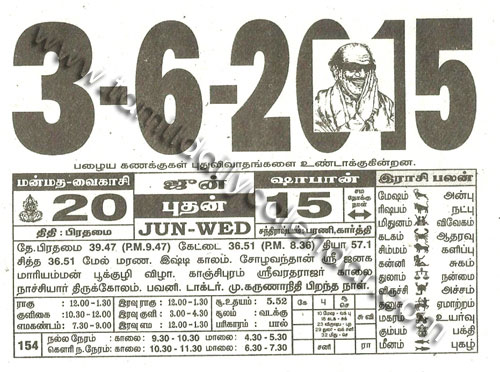 3-6-2015
பழைய கணக்குகள் புதுவிவாதங்களை உண்டாக்குகின்றன.
மன்மத-வைகாசி
ஜுன்
ஷாபான்
சம நோக்கு நாள்
இராசி பலன்
20
புதன்
15
திதி : பிரதமை
JUN-WED
சந்திராஷ்டமம் பரணி, கார்த்தி
தே.பிரதமை 39.47 (P.M.9.47) கேட்டை 36.51 (P.M. 8.36) தியா 57.1
சித்த 36.51 மேல் மரண. இஷ்டி காலம். சோழவந்தான் ஸ்ரீ ஜனக
மாரியம்மன் பூக்குழி விழா. காஞ்சிபுரம் ஸ்ரீவரதராஜர் காலை
நாச்சியார் திருக்கோலம். பவனி. டாக்டர். மு.கருணாநிதி பிறந்த நாள்.
மேஷம் அன்பு
ரிஷபம் நட்பு
மிதுனம் விவேகம்
கடகம் ஆதரவு
சிம்மம் களிப்பு
கன்னி சுகம்
துலாம் நன்மை
விருச் அச்சம்
தனுசு ஏமாற்றம்
மகரம் உயர்வு
கும்பம் பக்தி
மீனம் புகழ்
ராகு : 12.00 -1.30 இரவு ராகு : 12.00 -1.30 சூ.உதயம் : 5.52
குளிகை :10.30 -12.00 இரவு குளி : 3.00 - 4.30 சூலம் : வடக்கு
எமகண்டம் : 7.30 - 9.00 இரவு எம : 12.00 -1.30 பரிகாரம் : பால்
154 நல்ல நேரம் : காலை: 9.30 - 10.30 மாலை: 4.30 - 5.30
கௌரி ந.நேரம்: காலை: 10.30 - 11.30 மாலை: 6.30 - 7.30
கே பு சூ
சுவி
சனி ரா
www.tamildailycalendar.com